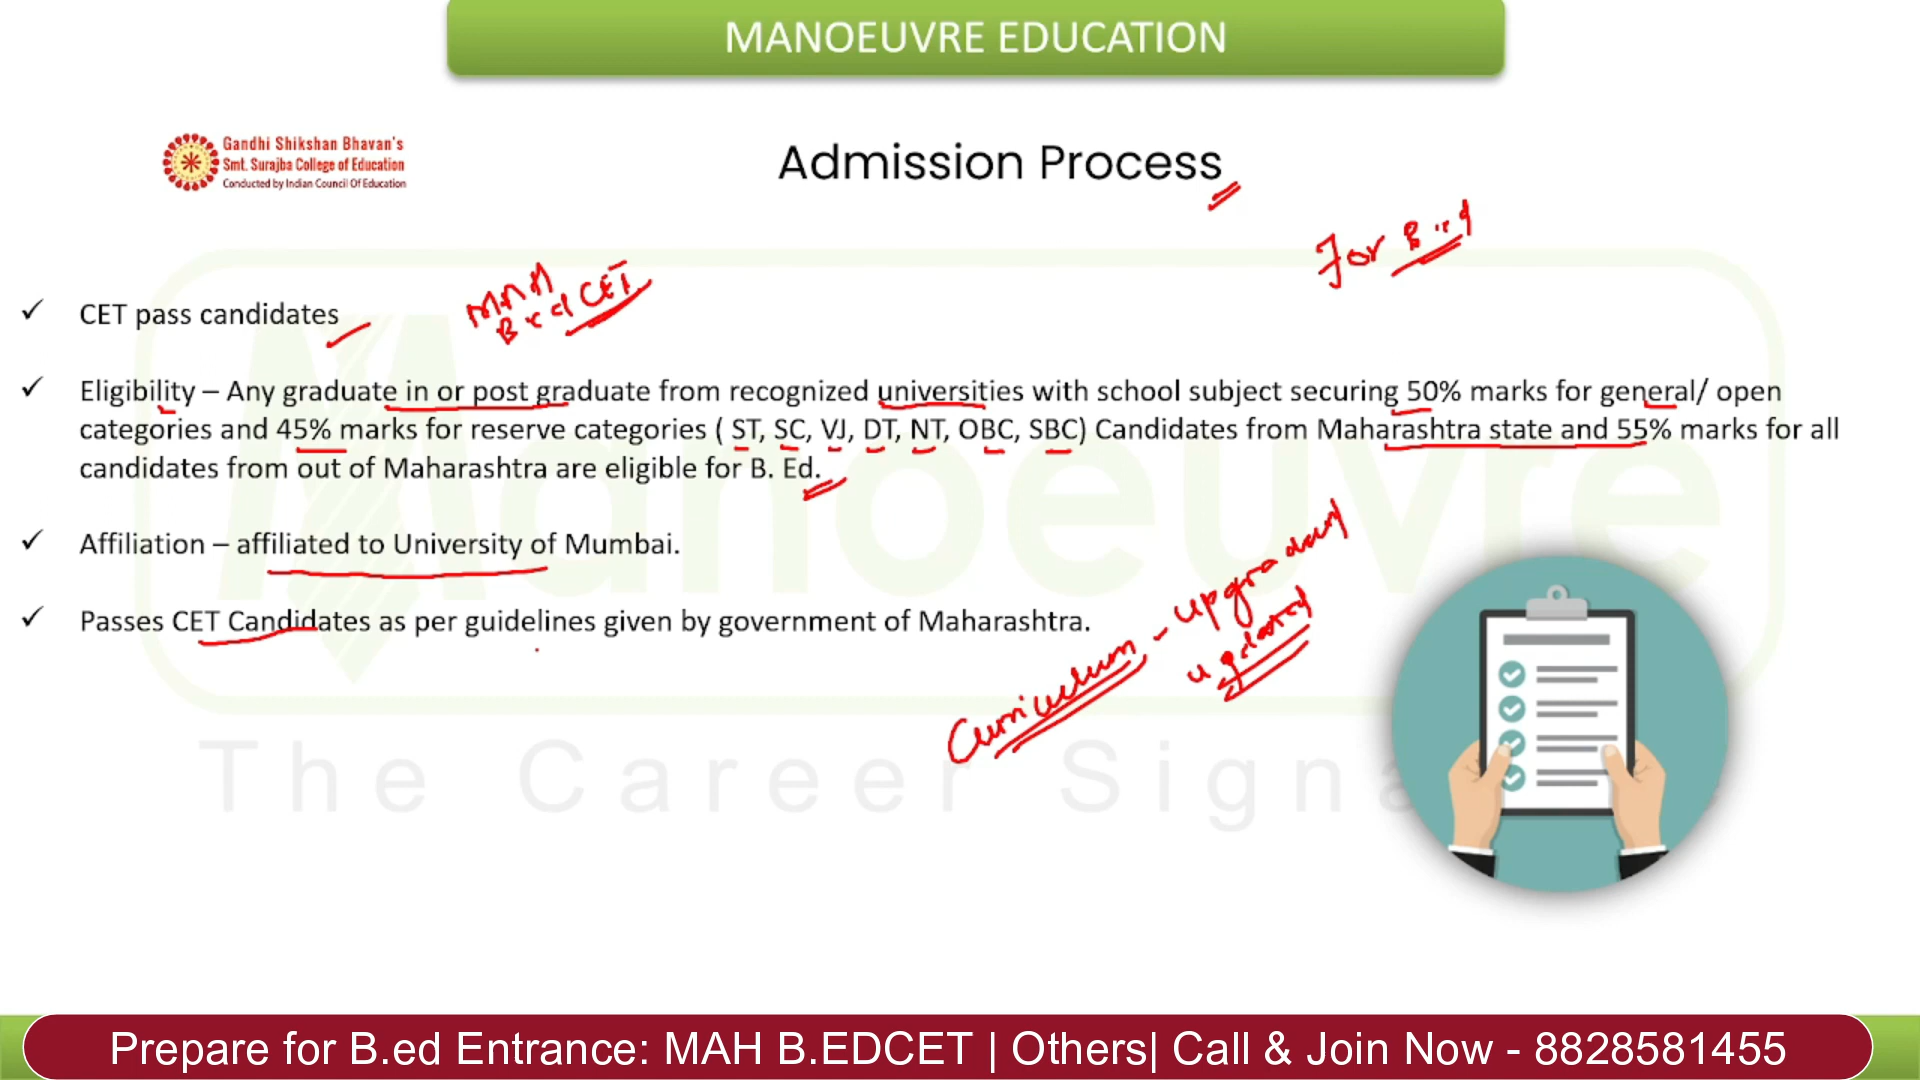 MANOEUVRE EDUCATION
Gandhi Shikshan Bhavan's
Smt. Surajba College of Education
Conducted by Indian Council Of Education
Admission Process
For B.ed
MAH
B.ed CET
✓ CET pass candidates
✓ Eligibility – Any graduate in or post graduate from recognized universities with school subject securing 50% marks for general/ open
categories and 45% marks for reserve categories ( ST, SC, VJ, DT, NT, OBC, SBC) Candidates from Maharashtra state and 55% marks for all
candidates from out of Maharashtra are eligible for B. Ed.
✓ Affiliation – affiliated to University of Mumbai.
✓ Passes CET Candidates as per guidelines given by government of Maharashtra.
Curriculum -
updated
Manoeuvre
The Career Signa
Prepare for B.ed Entrance: MAH B.EDCET | Others| Call & Join Now - 8828581455